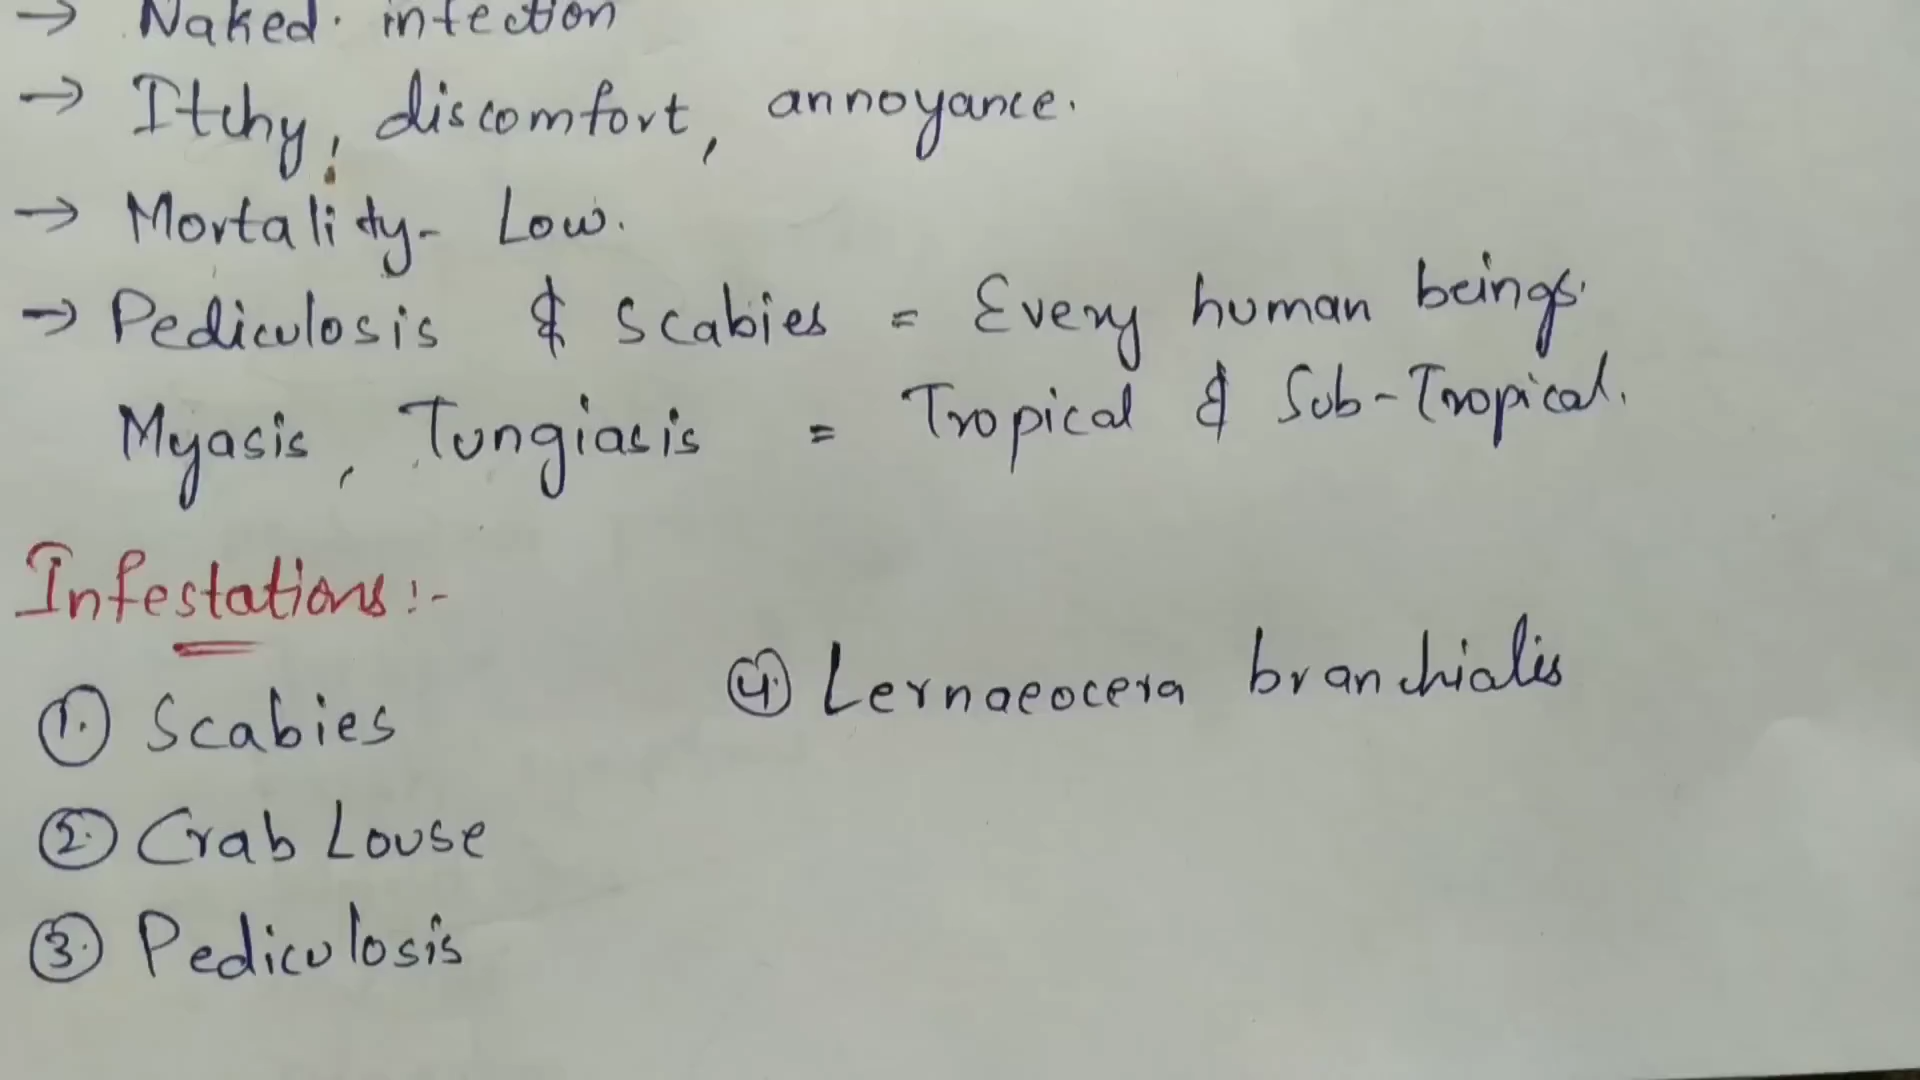 → Naked. infection
→ Itchy, discomfort, annoyance.
→ Mortality- Low.
→ Pediculosis & Scabies = Every human beings.
Myasis, Tungiasis = Tropical & Sub-Tropical.
Infestations:-
① Scabies
② Crab Louse
③ Pediculosis
④ Lernaeocera branchialis